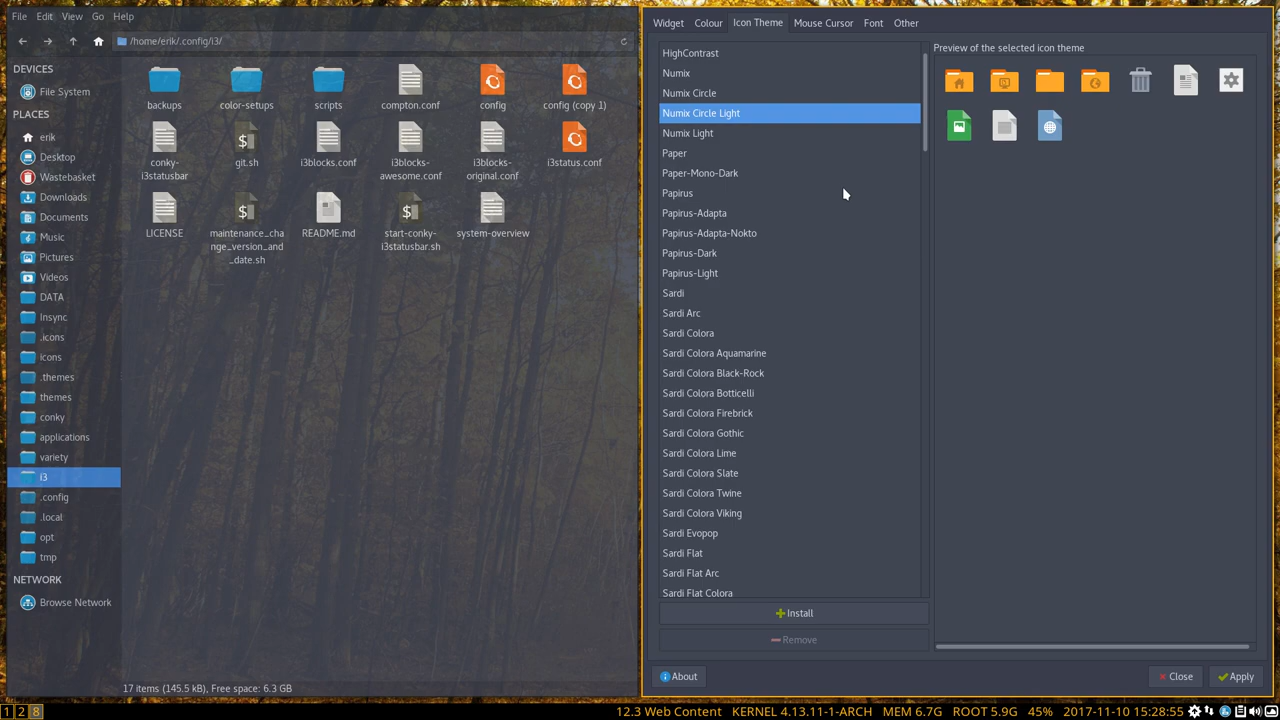 File Edit View Go Help
/home/erik/.config/i3/
DEVICES
File System
PLACES
erik
Desktop
Wastebasket
Downloads
Documents
Music
Pictures
Videos
DATA
Insync
.icons
icons
.themes
themes
conky
applications
variety
i3
.config
.local
opt
tmp
NETWORK
Browse Network
backups color-setups scripts compton.conf config config (copy 1)
conky-i3statusbar git.sh i3blocks.conf i3blocks-awesome.conf i3blocks-original.conf i3status.conf
LICENSE maintenance_change_version_and_date.sh README.md start-conky-i3statusbar.sh system-overview
17 items (145.5 kB), Free space: 6.3 GB
Widget Colour Icon Theme Mouse Cursor Font Other
HighContrast
Numix
Numix Circle
Numix Circle Light
Numix Light
Paper
Paper-Mono-Dark
Papirus
Papirus-Adapta
Papirus-Adapta-Nokto
Papirus-Dark
Papirus-Light
Sardi
Sardi Arc
Sardi Colora
Sardi Colora Aquamarine
Sardi Colora Black-Rock
Sardi Colora Botticelli
Sardi Colora Firebrick
Sardi Colora Gothic
Sardi Colora Lime
Sardi Colora Slate
Sardi Colora Twine
Sardi Colora Viking
Sardi Evopop
Sardi Flat
Sardi Flat Arc
Sardi Flat Colora
Install
Remove
Preview of the selected icon theme
About
Close
Apply
1 2 8
12.3 Web Content KERNEL 4.13.11-1-ARCH MEM 6.7G ROOT 5.9G 45% 2017-11-10 15:28:55